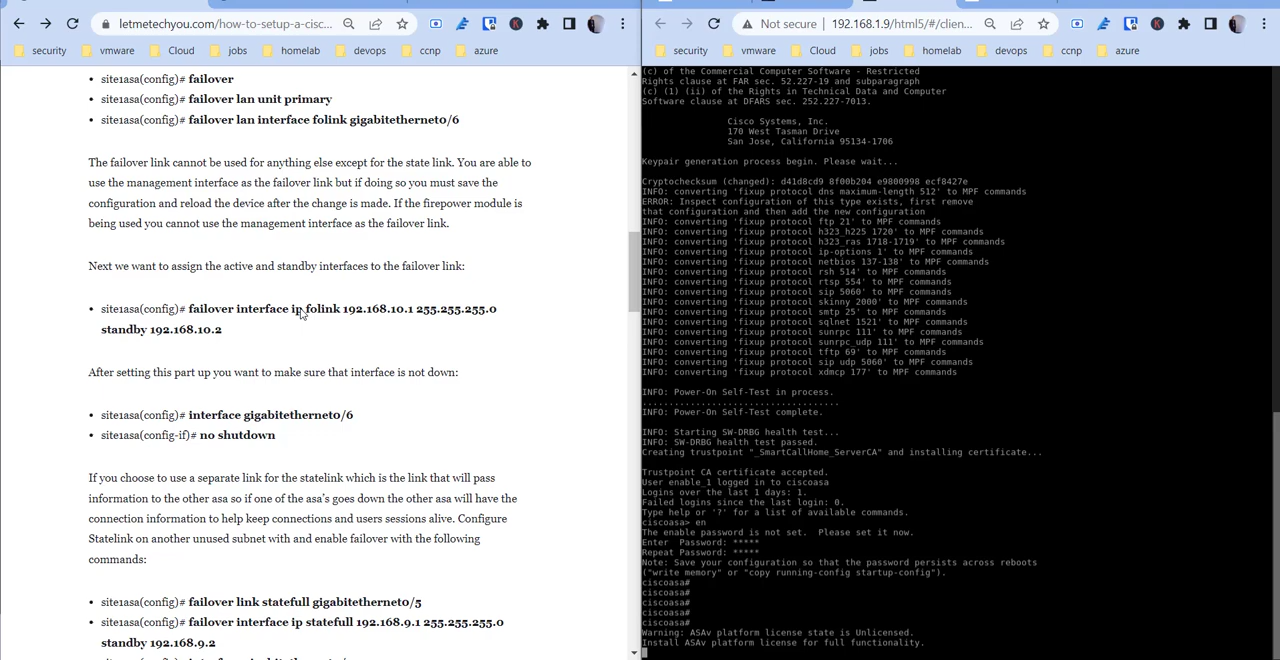 letmetechyou.com/how-to-setup-a-cisc...
security
vmware
Cloud
jobs
homelab
devops
ccnp
azure
site1asa(config)# failover
site1asa(config)# failover lan unit primary
site1asa(config)# failover lan interface folink gigabitethernet0/6
The failover link cannot be used for anything else except for the state link. You are able to
use the management interface as the failover link but if doing so you must save the
configuration and reload the device after the change is made. If the firepower module is
being used you cannot use the management interface as the failover link.
Next we want to assign the active and standby interfaces to the failover link:
site1asa(config)# failover interface ip folink 192.168.10.1 255.255.255.0
standby 192.168.10.2
After setting this part up you want to make sure that interface is not down:
site1asa(config)# interface gigabitethernet0/6
site1asa(config-if)# no shutdown
If you choose to use a separate link for the statelink which is the link that will pass
information to the other asa so if one of the asa's goes down the other asa will have the
connection information to help keep connections and users sessions alive. Configure
Statelink on another unused subnet with and enable failover with the following
commands:
site1asa(config)# failover link statefull gigabitethernet0/5
site1asa(config)# failover interface ip statefull 192.168.9.1 255.255.255.0
standby 192.168.9.2
Not secure
192.168.1.9/html5/#/clien...
security
vmware
Cloud
jobs
homelab
devops
ccnp
azure
(c) of the Commercial Computer Software - Restricted
Rights clause at FAR sec. 52.227-19 and subparagraph
(c) (1) (ii) of the Rights in Technical Data and Computer
Software clause at DFARS sec. 252.227-7013.
Cisco Systems, Inc.
170 West Tasman Drive
San Jose, California 95134-1706
Keypair generation process begin. Please wait...
Cryptochecksum (changed): d41d8cd9 8f00b204 e9800998 ecf8427e
INFO: converting 'fixup protocol dns maximum-length 512' to MPF commands
ERROR: Inspect configuration of this type exists, first remove
that configuration and then add the new configuration
INFO: converting 'fixup protocol ftp 21' to MPF commands
INFO: converting 'fixup protocol h323_h225 1720' to MPF commands
INFO: converting 'fixup protocol h323_ras 1718-1719' to MPF commands
INFO: converting 'fixup protocol ip-options 1' to MPF commands
INFO: converting 'fixup protocol netbios 137-138' to MPF commands
INFO: converting 'fixup protocol rsh 514' to MPF commands
INFO: converting 'fixup protocol rtsp 554' to MPF commands
INFO: converting 'fixup protocol sip 5060' to MPF commands
INFO: converting 'fixup protocol skinny 2000' to MPF commands
INFO: converting 'fixup protocol smtp 25' to MPF commands
INFO: converting 'fixup protocol sqlnet 1521' to MPF commands
INFO: converting 'fixup protocol sunrpc 111' to MPF commands
INFO: converting 'fixup protocol sunrpc_udp 111' to MPF commands
INFO: converting 'fixup protocol tftp 69' to MPF commands
INFO: converting 'fixup protocol sip udp 5060' to MPF commands
INFO: converting 'fixup protocol xdmcp 177' to MPF commands
INFO: Power-On Self-Test in process.
.......................................
INFO: Power-On Self-Test complete.
INFO: Starting SW-DRBG health test...
INFO: SW-DRBG health test passed.
Creating trustpoint "_SmartCallHome_ServerCA" and installing certificate...
Trustpoint CA certificate accepted.
User enable_1 logged in to ciscoasa
Logins over the last 1 days: 1.
Failed logins since the last login: 0.
Type help or '?' for a list of available commands.
ciscoasa> en
The enable password is not set.  Please set it now.
Enter  Password: *****
Repeat Password: *****
Note: Save your configuration so that the password persists across reboots
("write memory" or "copy running-config startup-config").
ciscoasa#
ciscoasa#
ciscoasa#
ciscoasa#
ciscoasa#
Warning: ASAv platform license state is Unlicensed.
Install ASAv platform license for full functionality.